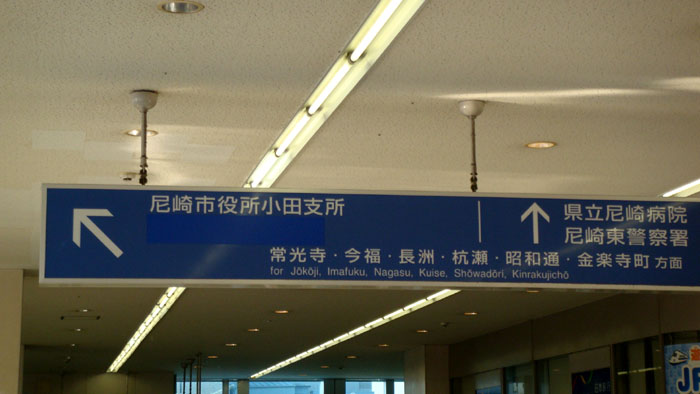 尼崎市役所小田支所
県立尼崎病院
尼崎東警察署
常光寺・今福・長洲・杭瀬・昭和通・金楽寺町 方面
for Jōkōji, Imafuku, Nagasu, Kuise, Shōwadōri, Kinrakujichō